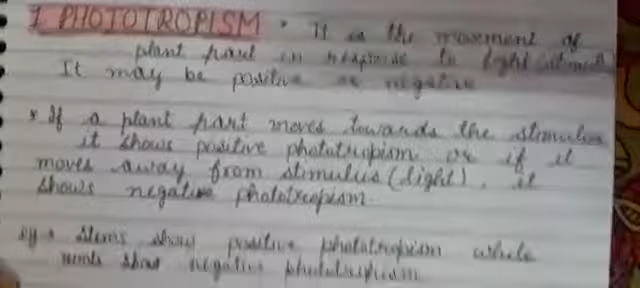 1 PHOTOTROPISM * It is the movement of
plant part in response to light stimuli
It may be positive or negative
* If a plant part moves towards the stimulus
it shows positive phototropism or if it
moves away from stimulus (light), it
shows negative phototropism.
eg * Stems show positive phototropism while
roots show negative phototropism